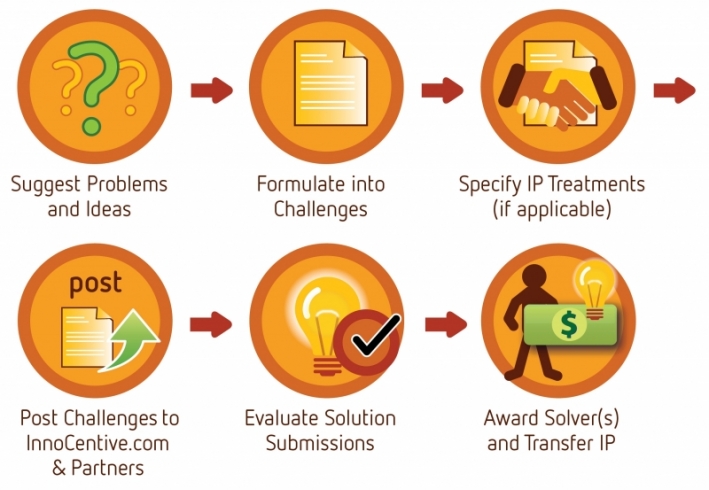 Suggest Problems
and Ideas
Formulate into
Challenges
Specify IP Treatments
(if applicable)
post
Post Challenges to
InnoCentive.com
& Partners
$
Evaluate Solution
Submissions
Award Solver(s)
and Transfer IP